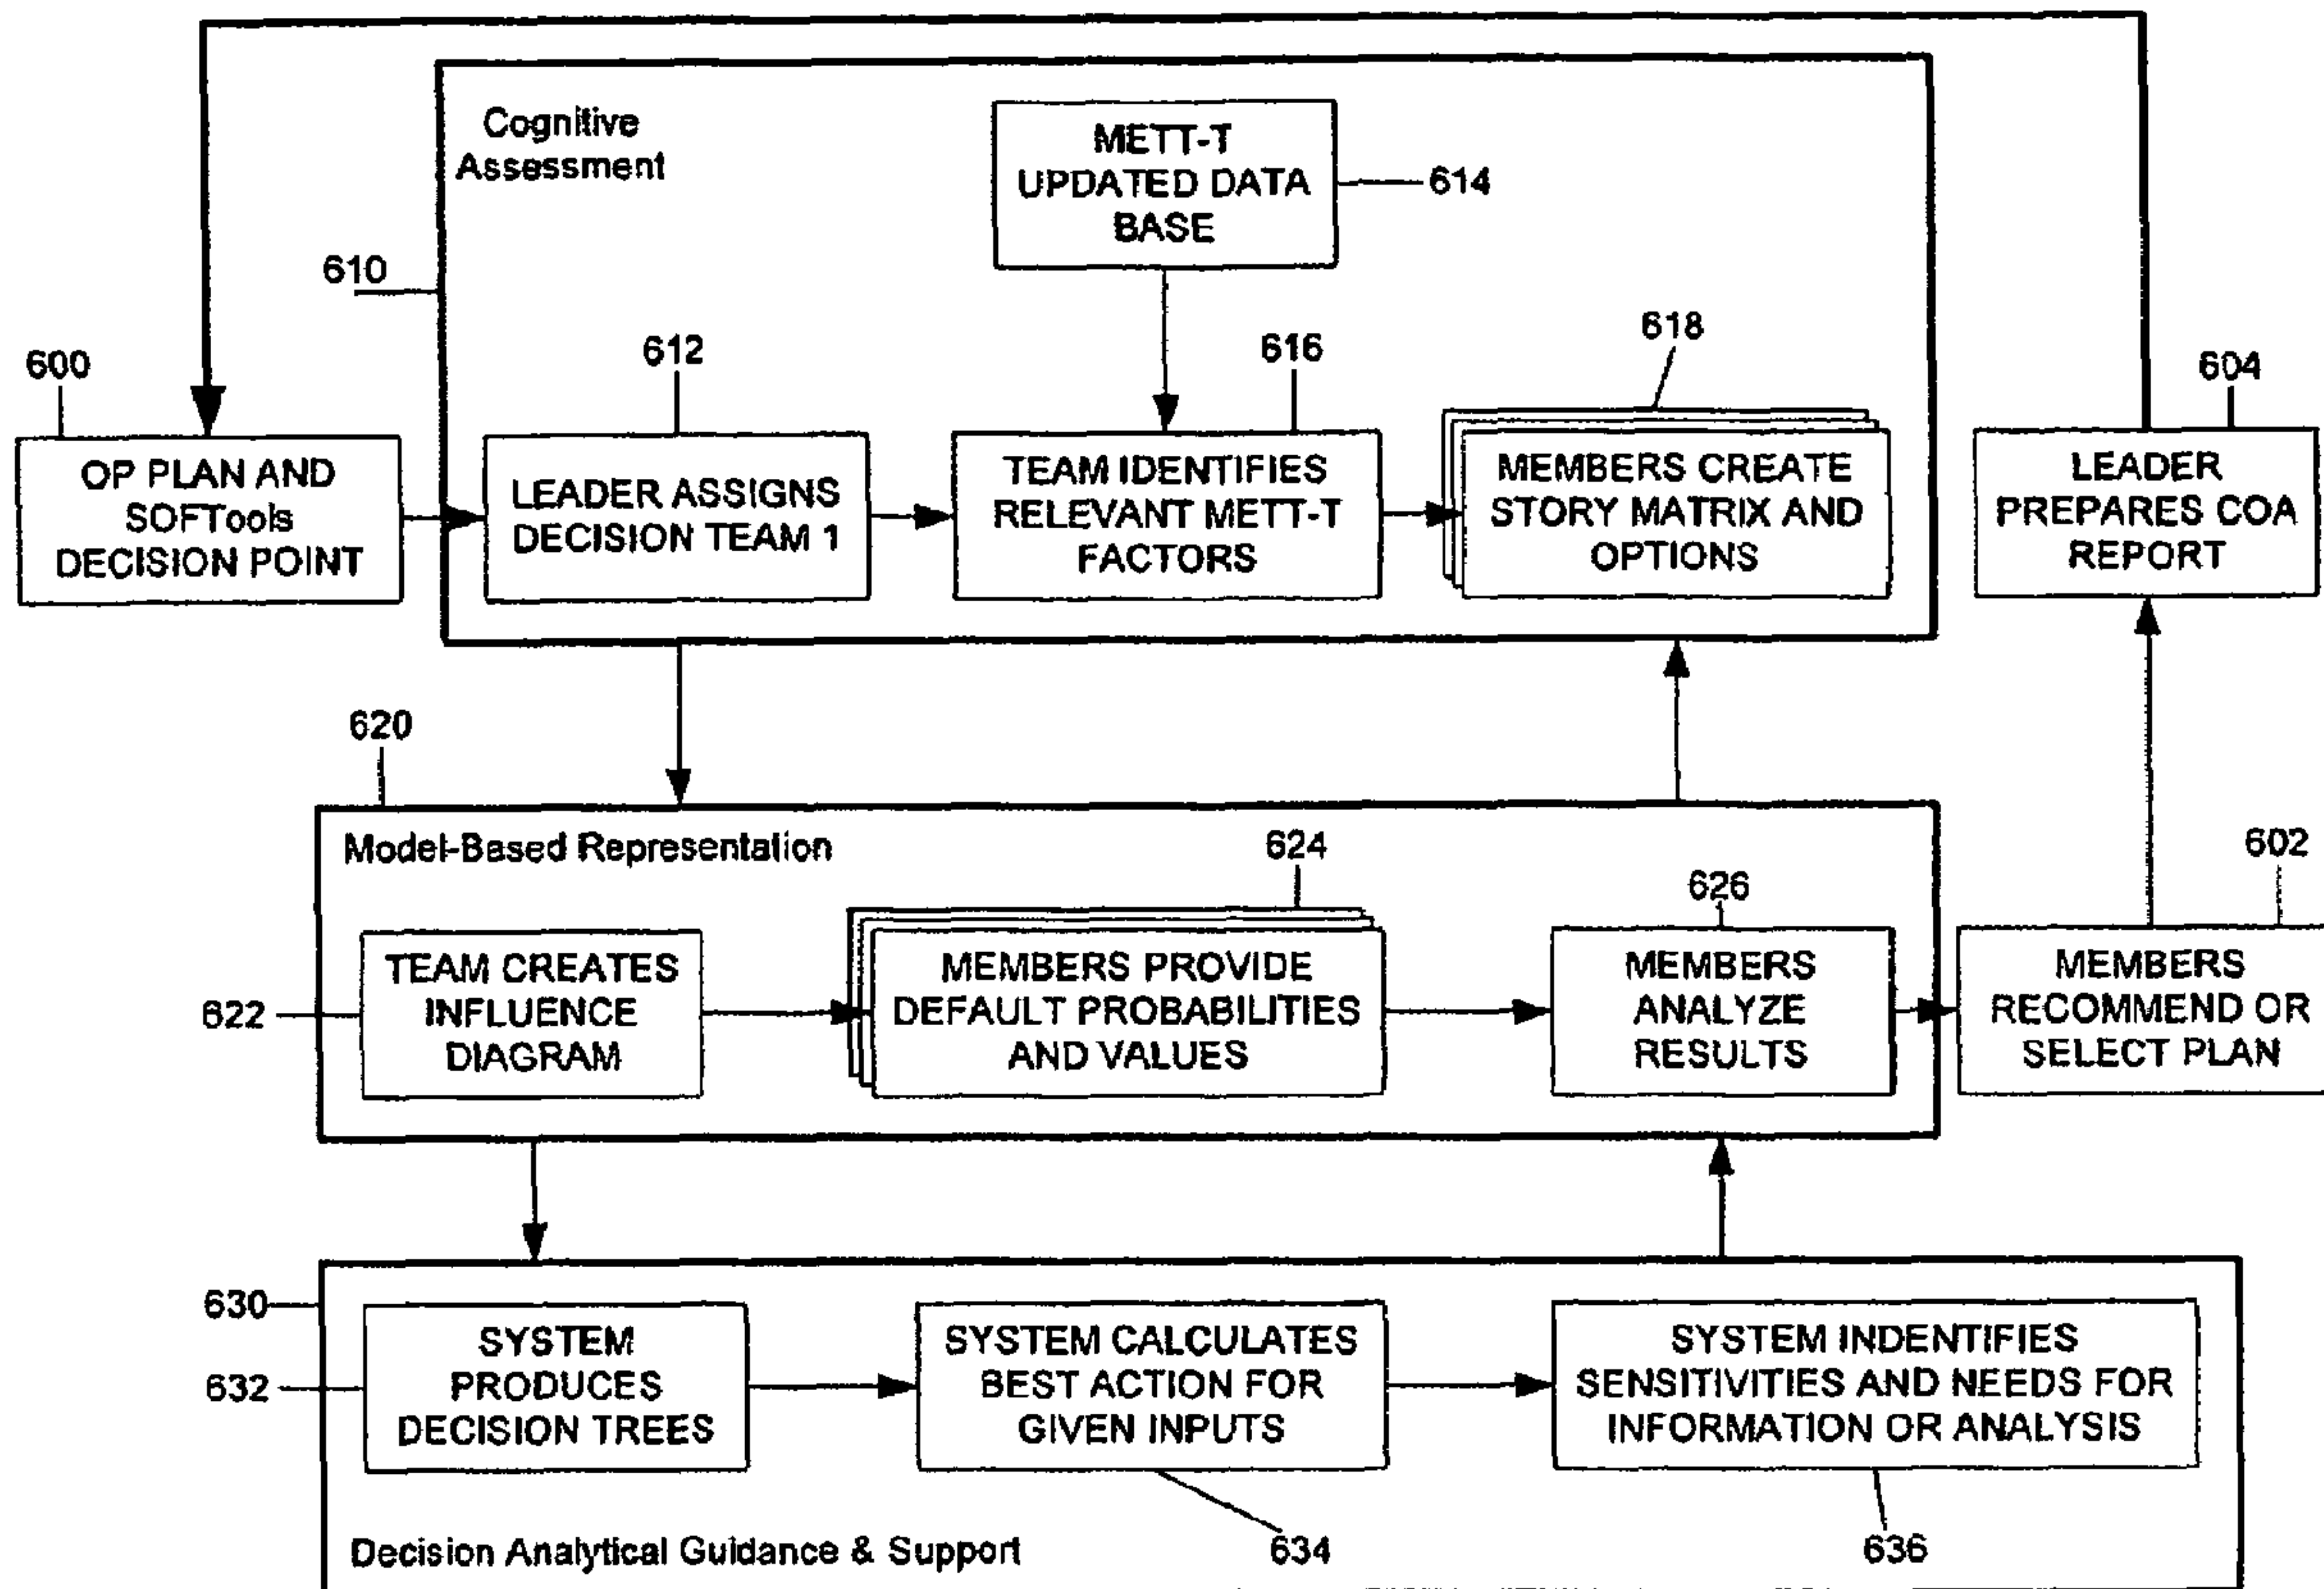 Cognitive
Assessment
METT-T
UPDATED DATA
BASE
614
610
600
612
616
618
604
OP PLAN AND
SOFTools
DECISION POINT
LEADER ASSIGNS
DECISION TEAM 1
TEAM IDENTIFIES
RELEVANT METT-T
FACTORS
MEMBERS CREATE
STORY MATRIX AND
OPTIONS
LEADER
PREPARES COA
REPORT
620
Model-Based Representation
624
626
602
622
TEAM CREATES
INFLUENCE
DIAGRAM
MEMBERS PROVIDE
DEFAULT PROBABILITIES
AND VALUES
MEMBERS
ANALYZE
RESULTS
MEMBERS
RECOMMEND OR
SELECT PLAN
630
632
SYSTEM
PRODUCES
DECISION TREES
SYSTEM CALCULATES
BEST ACTION FOR
GIVEN INPUTS
SYSTEM INDENTIFIES
SENSITIVITIES AND NEEDS FOR
INFORMATION OR ANALYSIS
Decision Analytical Guidance & Support
634
636